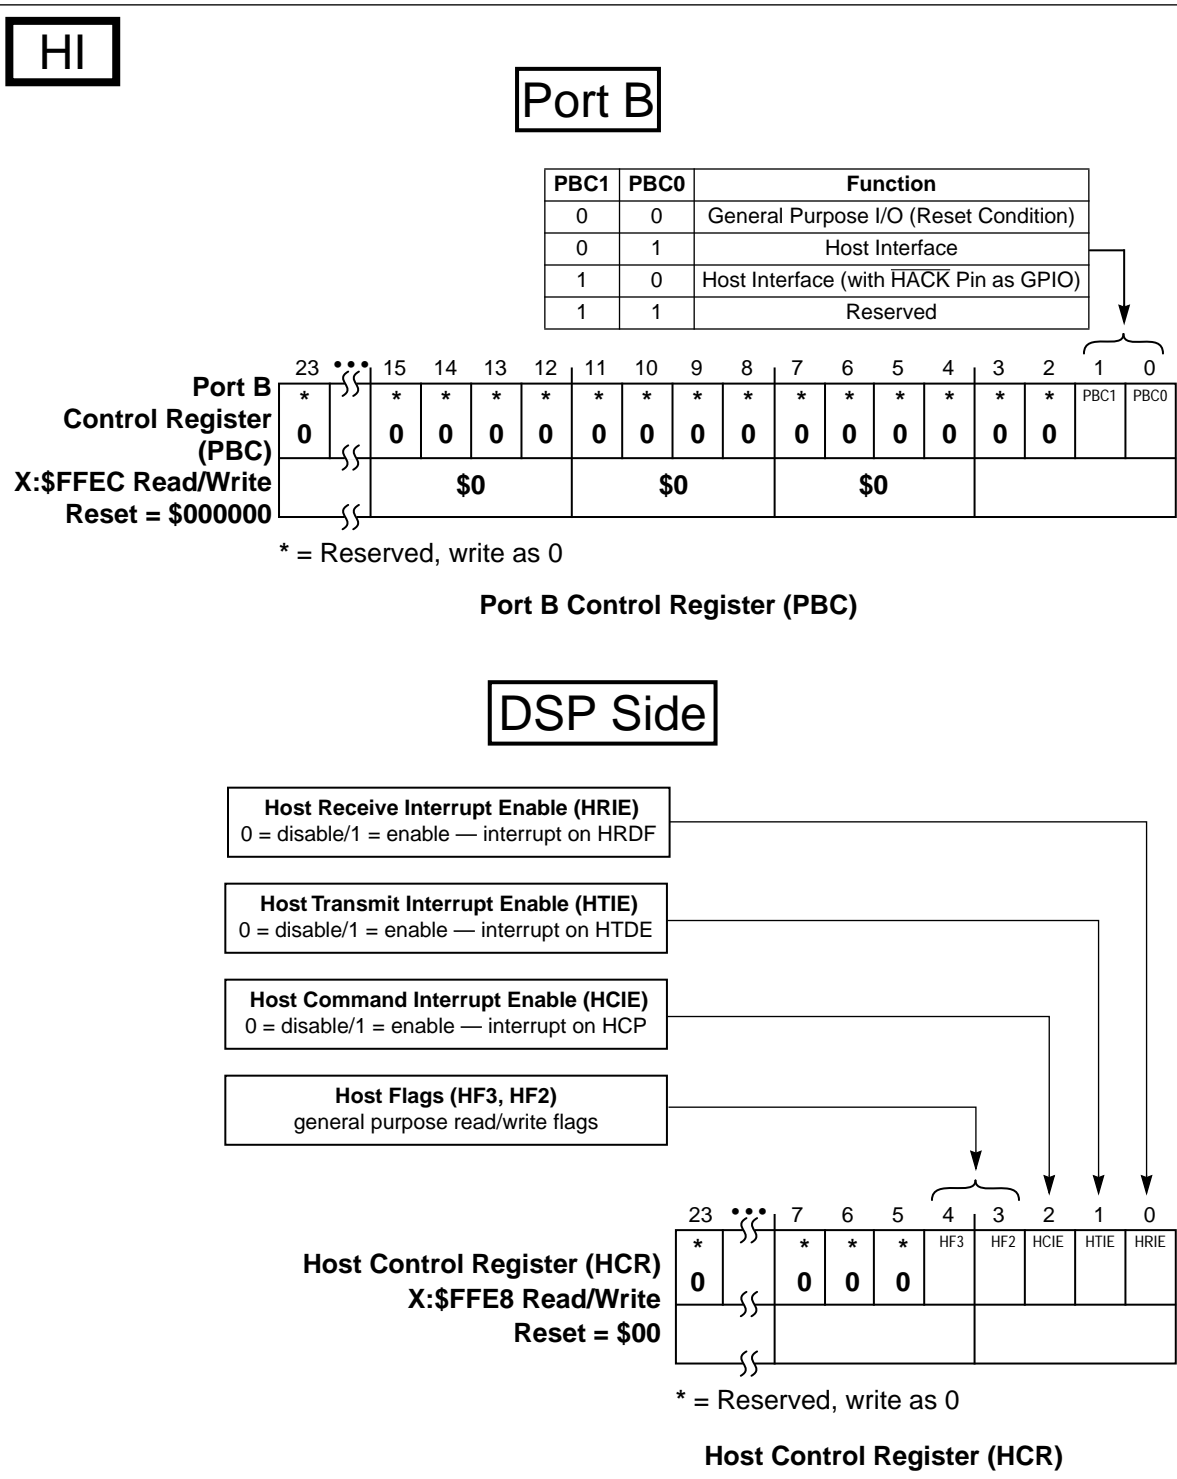 HI
Port B
PBC1 PBC0 Function
0 0 General Purpose I/O (Reset Condition)
0 1 Host Interface
1 0 Host Interface (with HACK Pin as GPIO)
1 1 Reserved
23 ••• 15 14 13 12 11 10 9 8 7 6 5 4 3 2 1 0
Port B
Control Register
(PBC)
X:$FFEC Read/Write
Reset = $000000
* * * * * * * * * * * * * * * PBC1 PBC0
0 0 0 0 0 0 0 0 0 0 0 0 0 0 0
$0 $0 $0
* = Reserved, write as 0
Port B Control Register (PBC)
DSP Side
Host Receive Interrupt Enable (HRIE)
0 = disable/1 = enable — interrupt on HRDF
Host Transmit Interrupt Enable (HTIE)
0 = disable/1 = enable — interrupt on HTDE
Host Command Interrupt Enable (HCIE)
0 = disable/1 = enable — interrupt on HCP
Host Flags (HF3, HF2)
general purpose read/write flags
23 ••• 7 6 5 4 3 2 1 0
* * * * HF3 HF2 HCIE HTIE HRIE
0 0 0 0
Host Control Register (HCR)
X:$FFE8 Read/Write
Reset = $00
* = Reserved, write as 0
Host Control Register (HCR)